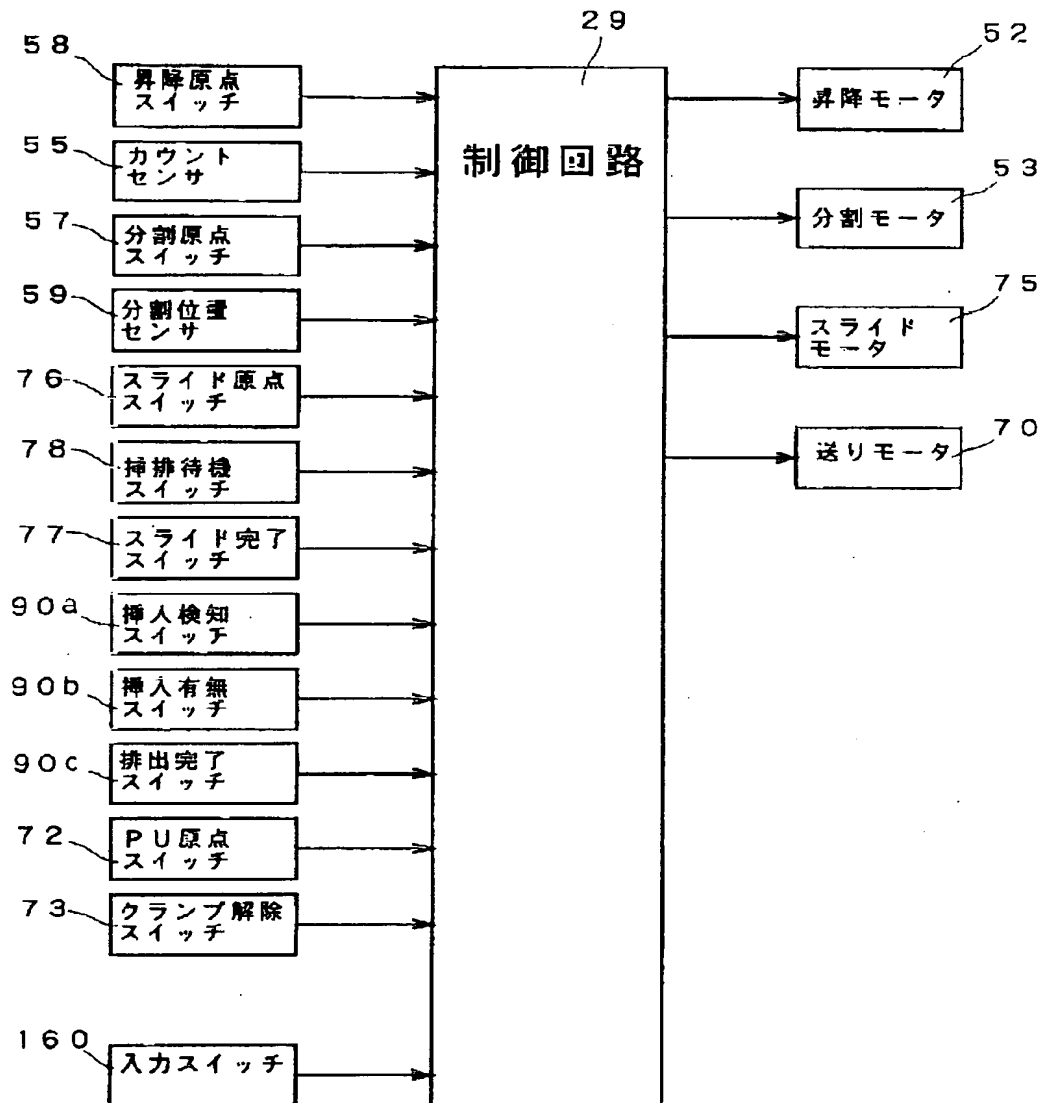 29
制御回路
58
昇降原点
スイッチ
55
カウント
センサ
57
分割原点
スイッチ
59
分割位置
センサ
76
スライド原点
スイッチ
78
挿排待機
スイッチ
77
スライド完了
スイッチ
90a
挿入検知
スイッチ
90b
挿入有無
スイッチ
90c
排出完了
スイッチ
72
PU原点
スイッチ
73
クランプ解除
スイッチ
160
入力スイッチ
52
昇降モータ
53
分割モータ
75
スライド
モータ
70
送りモータ